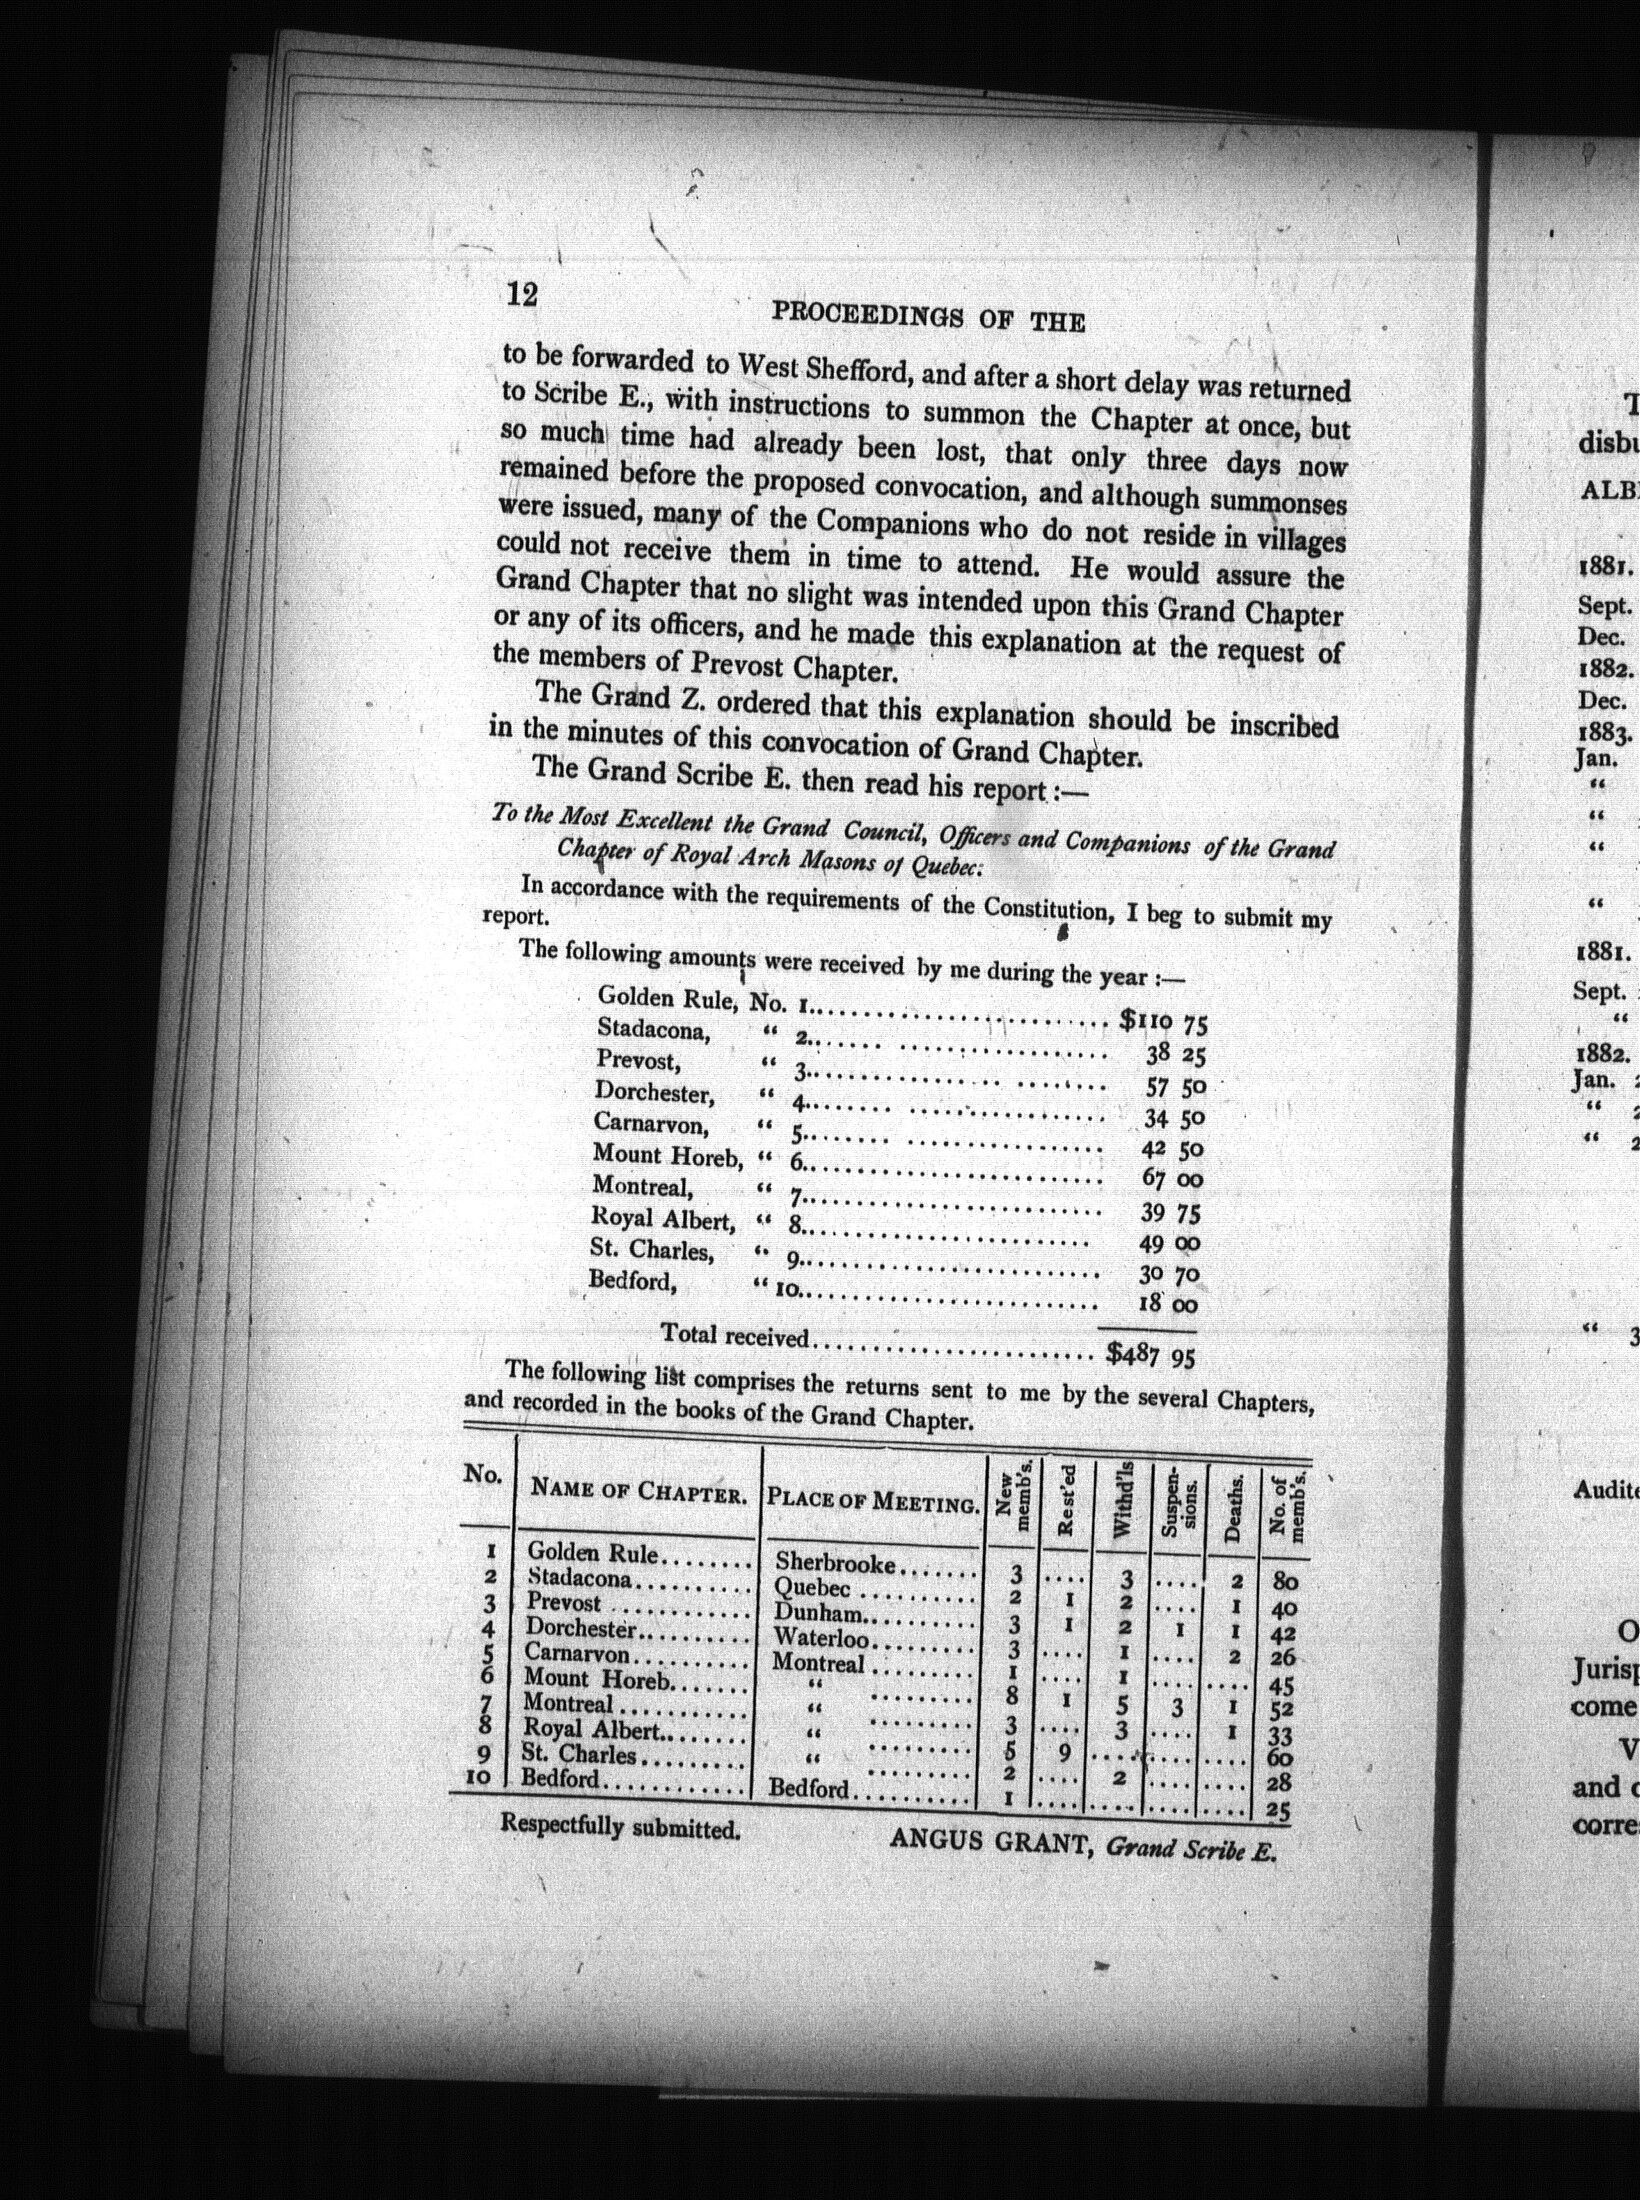 12
PROCEEDINGS OF THE
to be forwarded to West Shefford, and after a short delay was returned
to Scribe E., with instructions to summon the Chapter at once, but
so much time had already been lost, that only three days now
remained before the proposed convocation, and although summonses
were issued, many of the Companions who do not reside in villages
could not receive them in time to attend. He would assure the
Grand Chapter that no slight was intended upon this Grand Chapter
or any of its officers, and he made this explanation at the request of
the members of Prevost Chapter.
The Grand Z. ordered that this explanation should be inscribed
in the minutes of this convocation of Grand Chapter.
The Grand Scribe E. then read his report :—
To the Most Excellent the Grand Council, Officers and Companions of the Grand
Chapter of Royal Arch Masons of Quebec:
In accordance with the requirements of the Constitution, I beg to submit my
report.
The following amounts were received by me during the year :—
Golden Rule, No. 1.......................... $110 75
Stadacona, “ 2......................... 38 25
Prevost, “ 3......................... 57 50
Dorchester, “ 4......................... 34 50
Carnarvon, “ 5......................... 42 50
Mount Horeb, “ 6......................... 67 00
Montreal, “ 7......................... 39 75
Royal Albert, “ 8......................... 49 00
St. Charles, “ 9......................... 30 70
Bedford, “ 10......................... 18 00
Total received........................ $487 95
The following list comprises the returns sent to me by the several Chapters,
and recorded in the books of the Grand Chapter.
No. NAME OF CHAPTER. PLACE OF MEETING. New memb's. Rest'ed Withd'ls Suspen-sions. Deaths. No. of memb's.
1 Golden Rule........ Sherbrooke....... 3 .... 3 .... 2 80
2 Stadacona.......... Quebec .......... 2 1 2 .... 1 40
3 Prevost ............ Dunham.......... 3 1 2 1 1 42
4 Dorchester.......... Waterloo......... 3 .... 1 .... 2 26
5 Carnarvon.......... Montreal ......... 1 .... 1 .... .... 45
6 Mount Horeb....... “ ......... 8 1 5 3 1 52
7 Montreal ........... “ ......... 3 .... 3 .... 1 33
8 Royal Albert........ “ ......... 5 9 .... .... .... 60
9 St. Charles ......... “ ......... 2 .... 2 .... .... 28
10 Bedford............ Bedford.......... 1 .... .... .... .... 25
Respectfully submitted.
ANGUS GRANT, Grand Scribe E.
1881.
Sept.
Dec.
1882.
Dec.
1883.
Jan.
“
“
“
“
1881.
Sept.
“
1882.
Jan.
“
“
“ 3